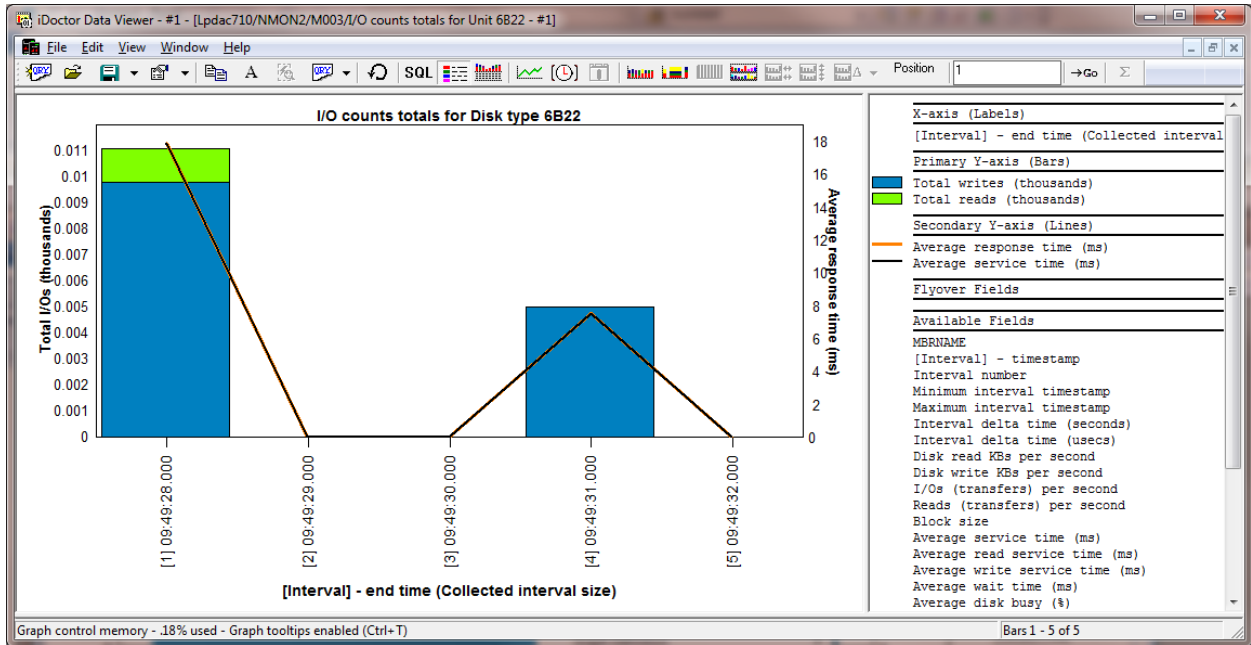 iDoctor Data Viewer - #1 - [Lpdac710/NMON2/M003/I/O counts totals for Unit 6B22 - #1]
File Edit View Window Help
QRY A QRY SQL Position 1 →Go Σ
I/O counts totals for Disk type 6B22
Total I/Os (thousands)
0.011
0.01
0.009
0.008
0.007
0.006
0.005
0.004
0.003
0.002
0.001
0
18
16
14
12
10
8
6
4
2
0
Average response time (ms)
[1] 09:49:28.000
[2] 09:49:29.000
[3] 09:49:30.000
[4] 09:49:31.000
[5] 09:49:32.000
[Interval] - end time (Collected interval size)
X-axis (Labels)
[Interval] - end time (Collected interval
Primary Y-axis (Bars)
Total writes (thousands)
Total reads (thousands)
Secondary Y-axis (Lines)
Average response time (ms)
Average service time (ms)
Flyover Fields
Available Fields
MBRNAME
[Interval] - timestamp
Interval number
Minimum interval timestamp
Maximum interval timestamp
Interval delta time (seconds)
Interval delta time (usecs)
Disk read KBs per second
Disk write KBs per second
I/Os (transfers) per second
Reads (transfers) per second
Block size
Average service time (ms)
Average read service time (ms)
Average write service time (ms)
Average wait time (ms)
Average disk busy (%)
Graph control memory - .18% used - Graph tooltips enabled (Ctrl+T)
Bars 1 - 5 of 5